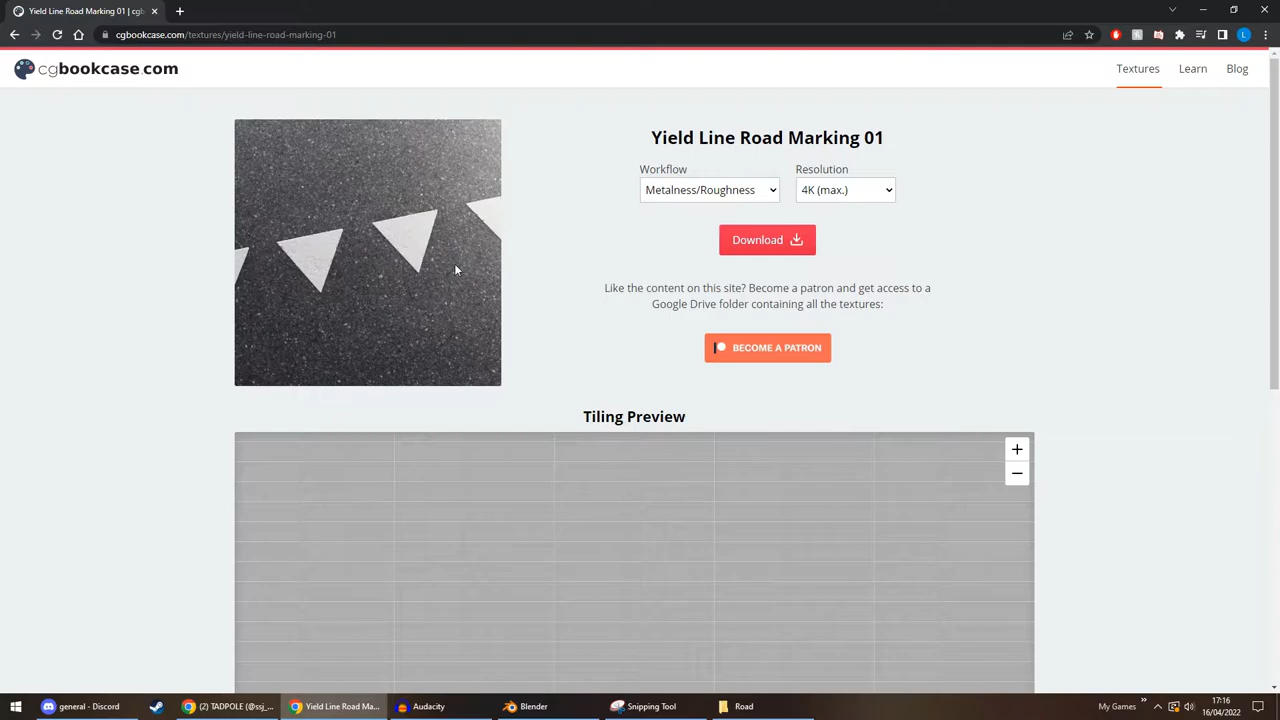 Yield Line Road Marking 01 | cgb
cgbookcase.com/textures/yield-line-road-marking-01
L
cgbookcase.com
Textures
Learn
Blog
Yield Line Road Marking 01
Workflow
Resolution
Metalness/Roughness
4K (max.)
Download
Like the content on this site? Become a patron and get access to a
Google Drive folder containing all the textures:
BECOME A PATRON
Tiling Preview
+
−
general - Discord
(2) TADPOLE (@ssj_...
Yield Line Road Ma...
Audacity
Blender
Snipping Tool
Road
My Games
17:16
16/04/2022